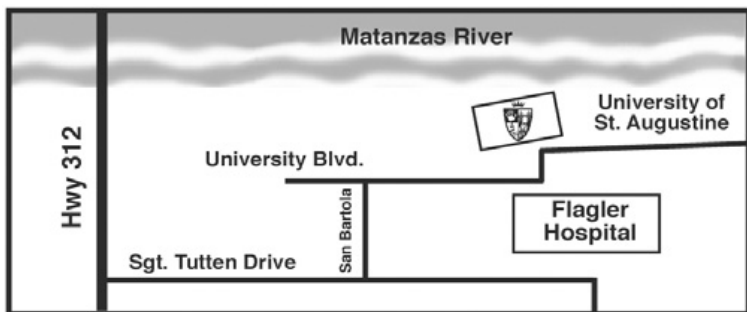 Matanzas River
University of
St. Augustine
University Blvd.
Hwy 312
San Bartola
Flagler
Hospital
Sgt. Tutten Drive